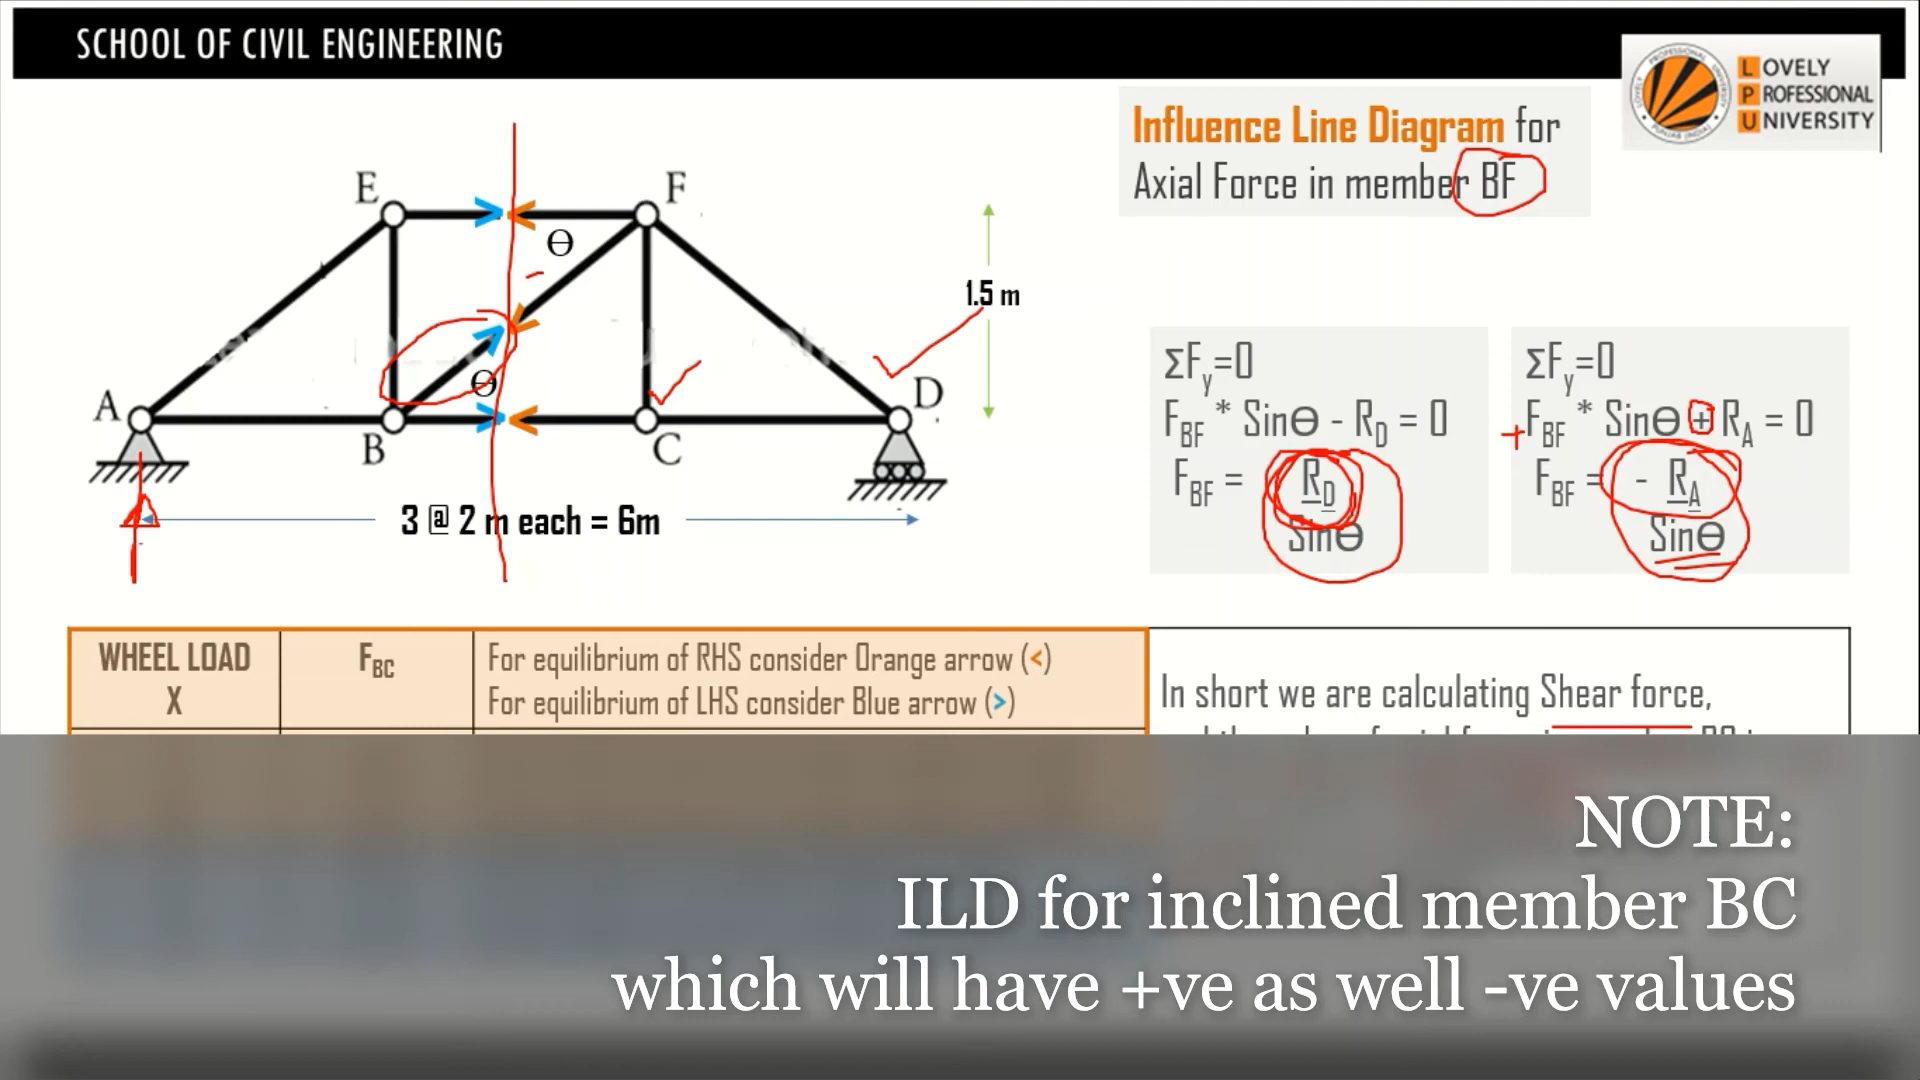 SCHOOL OF CIVIL ENGINEERING
LOVELY
PROFESSIONAL
UNIVERSITY
Influence Line Diagram for
Axial Force in member BF
E
F
Θ
1.5 m
Θ
A
B
C
D
3 @ 2 m each = 6m
ΣFy=0
FBF * SinΘ - RD = 0
FBF = RD
SinΘ
ΣFy=0
+FBF * SinΘ + RA = 0
FBF = - RA
SinΘ
WHEEL LOAD
X
FBC
For equilibrium of RHS consider Orange arrow (<)
For equilibrium of LHS consider Blue arrow (>)
In short we are calculating Shear force,
NOTE:
ILD for inclined member BC
which will have +ve as well -ve values